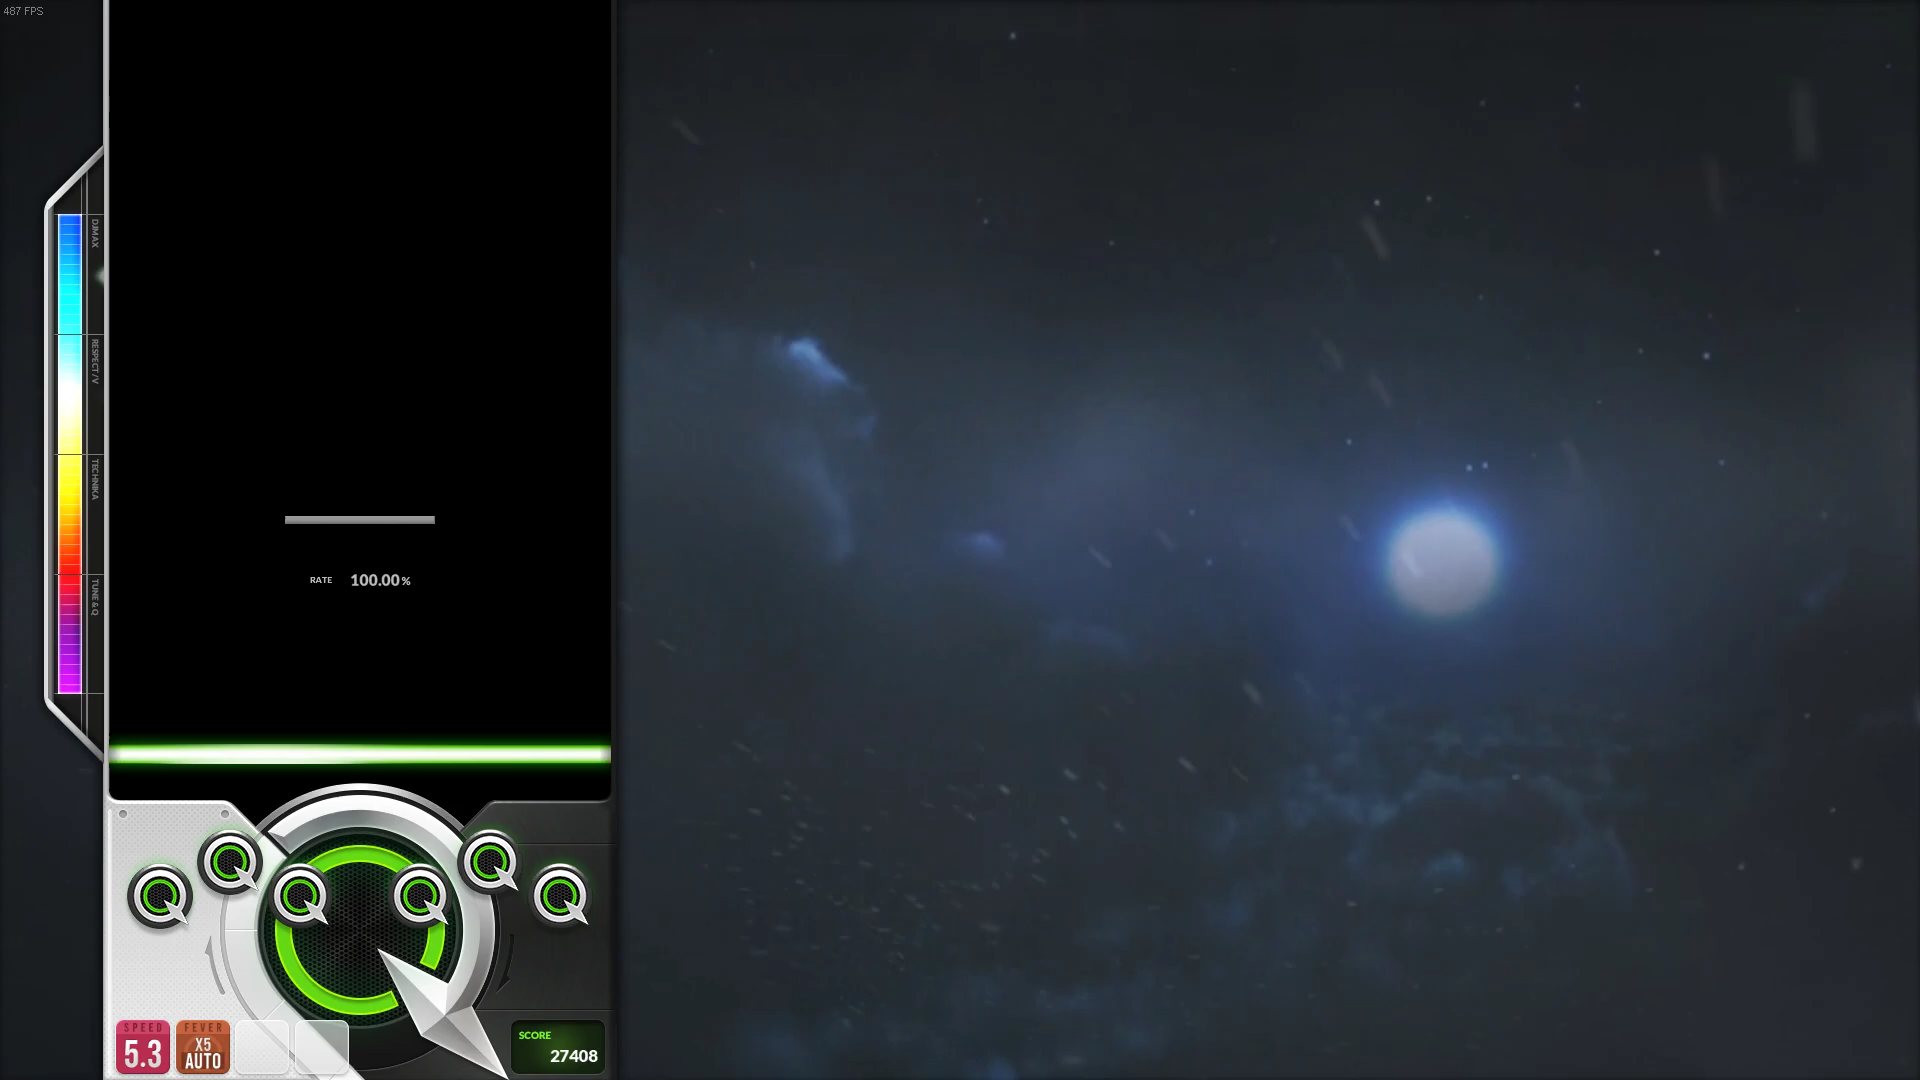 487 FPS
DJMAX
RESPECT/V
TECHNIKA
TUNE&Q
RATE 100.00%
SPEED
5.3
FEVER
X5
AUTO
SCORE
27408